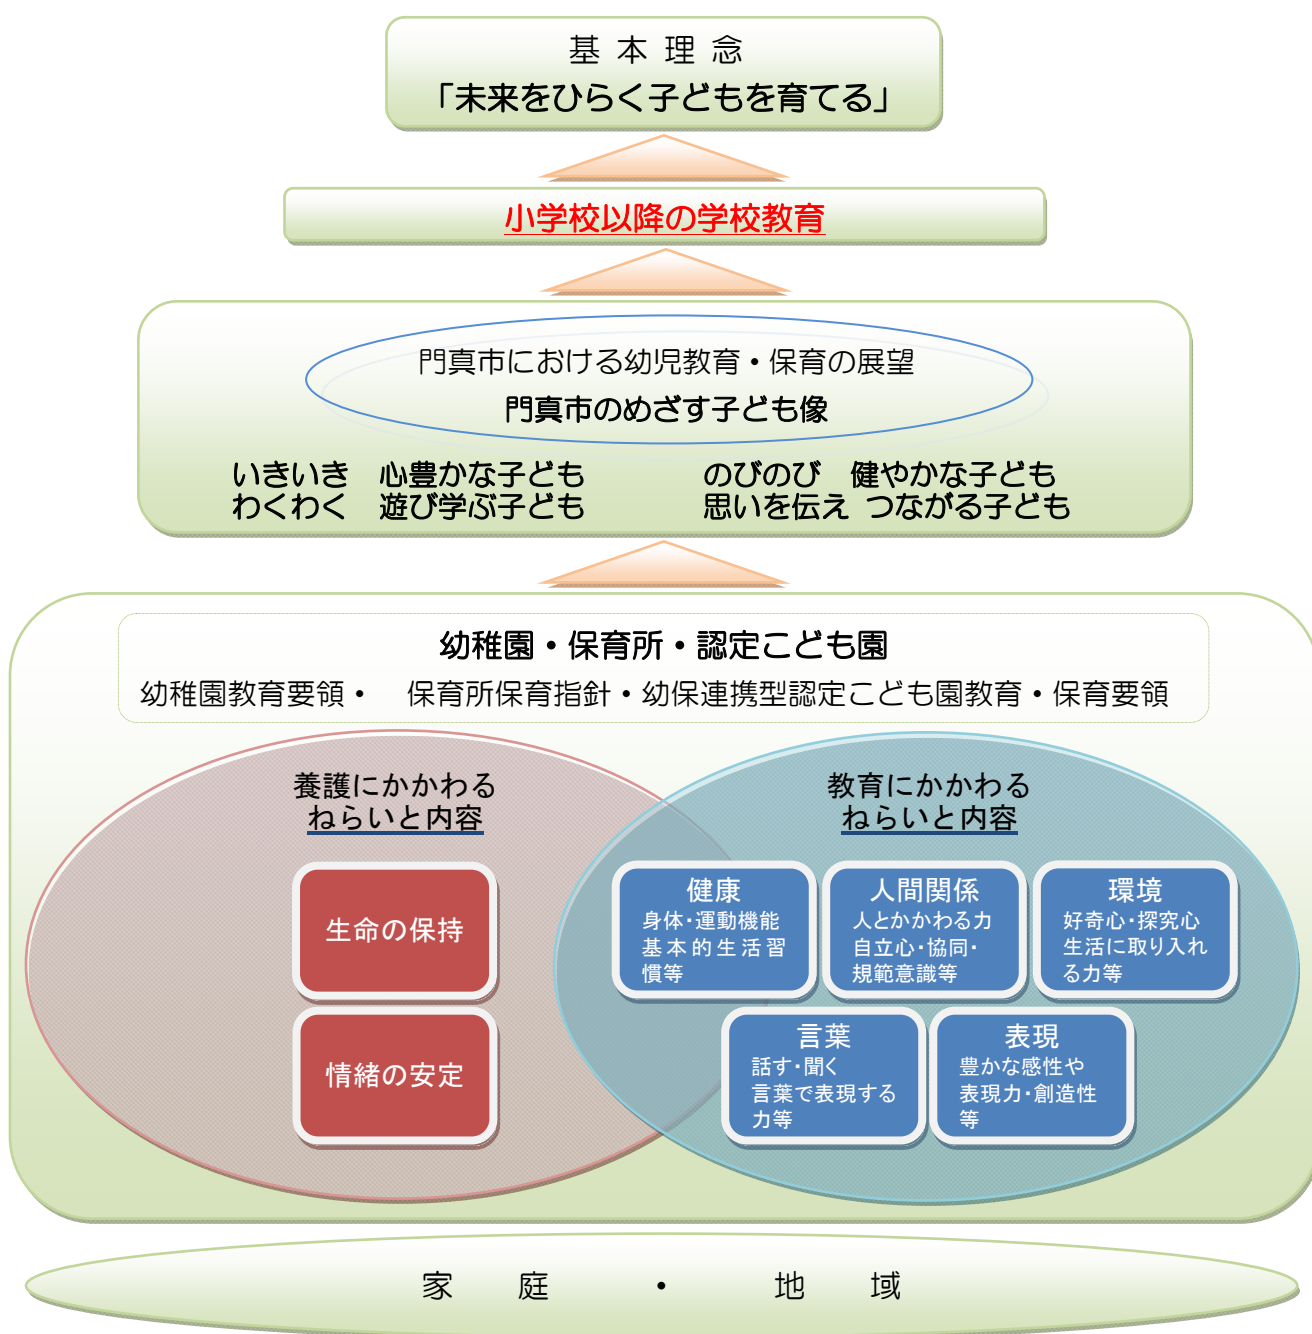 基本理念
「未来をひらく子どもを育てる」
小学校以降の学校教育
門真市における幼児教育・保育の展望
門真市のめざす子ども像
いきいき　心豊かな子ども　のびのび　健やかな子ども
わくわく　遊び学ぶ子ども　思いを伝え つながる子ども
幼稚園・保育所・認定こども園
幼稚園教育要領・　保育所保育指針・幼保連携型認定こども園教育・保育要領
養護にかかわる
ねらいと内容
生命の保持
情緒の安定
教育にかかわる
ねらいと内容
健康
身体・運動機能
基本的生活習
慣等
人間関係
人とかかわる力
自立心・協同・
規範意識等
環境
好奇心・探究心
生活に取り入れ
る力等
言葉
話す・聞く
言葉で表現する
力等
表現
豊かな感性や
表現力・創造性
等
家　庭　・　地　域